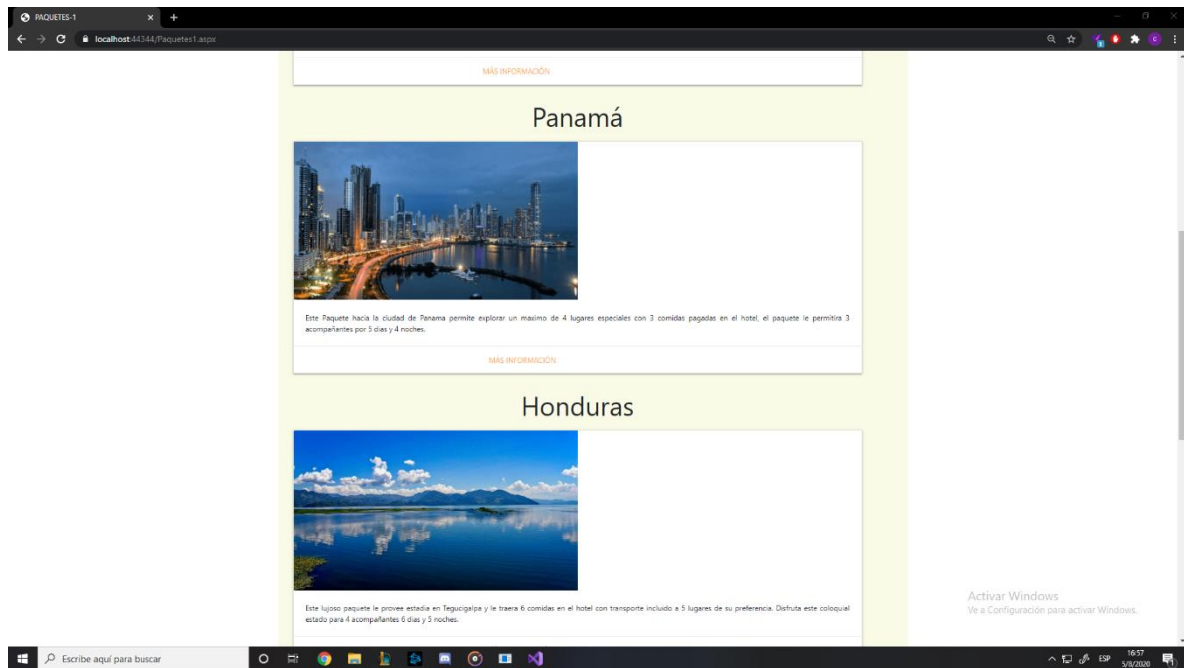 PAQUETES-1
localhost:44344/Paquetes1.aspx
MÁS INFORMACIÓN
Panamá
Este Paquete hacia la ciudad de Panama permite explorar un maximo de 4 lugares especiales con 3 comidas pagadas en el hotel, el paquete le permitira 3
acompañantes por 5 dias y 4 noches.
MÁS INFORMACIÓN
Honduras
Este lujoso paquete le provee estadia en Tegucigalpa y le traera 6 comidas en el hotel con transporte incluido a 5 lugares de su preferencia. Disfruta este coloquial
estado para 4 acompañantes 6 dias y 5 noches.
Activar Windows
Ve a Configuración para activar Windows.
Escribe aquí para buscar
ESP
16:57
5/8/2020